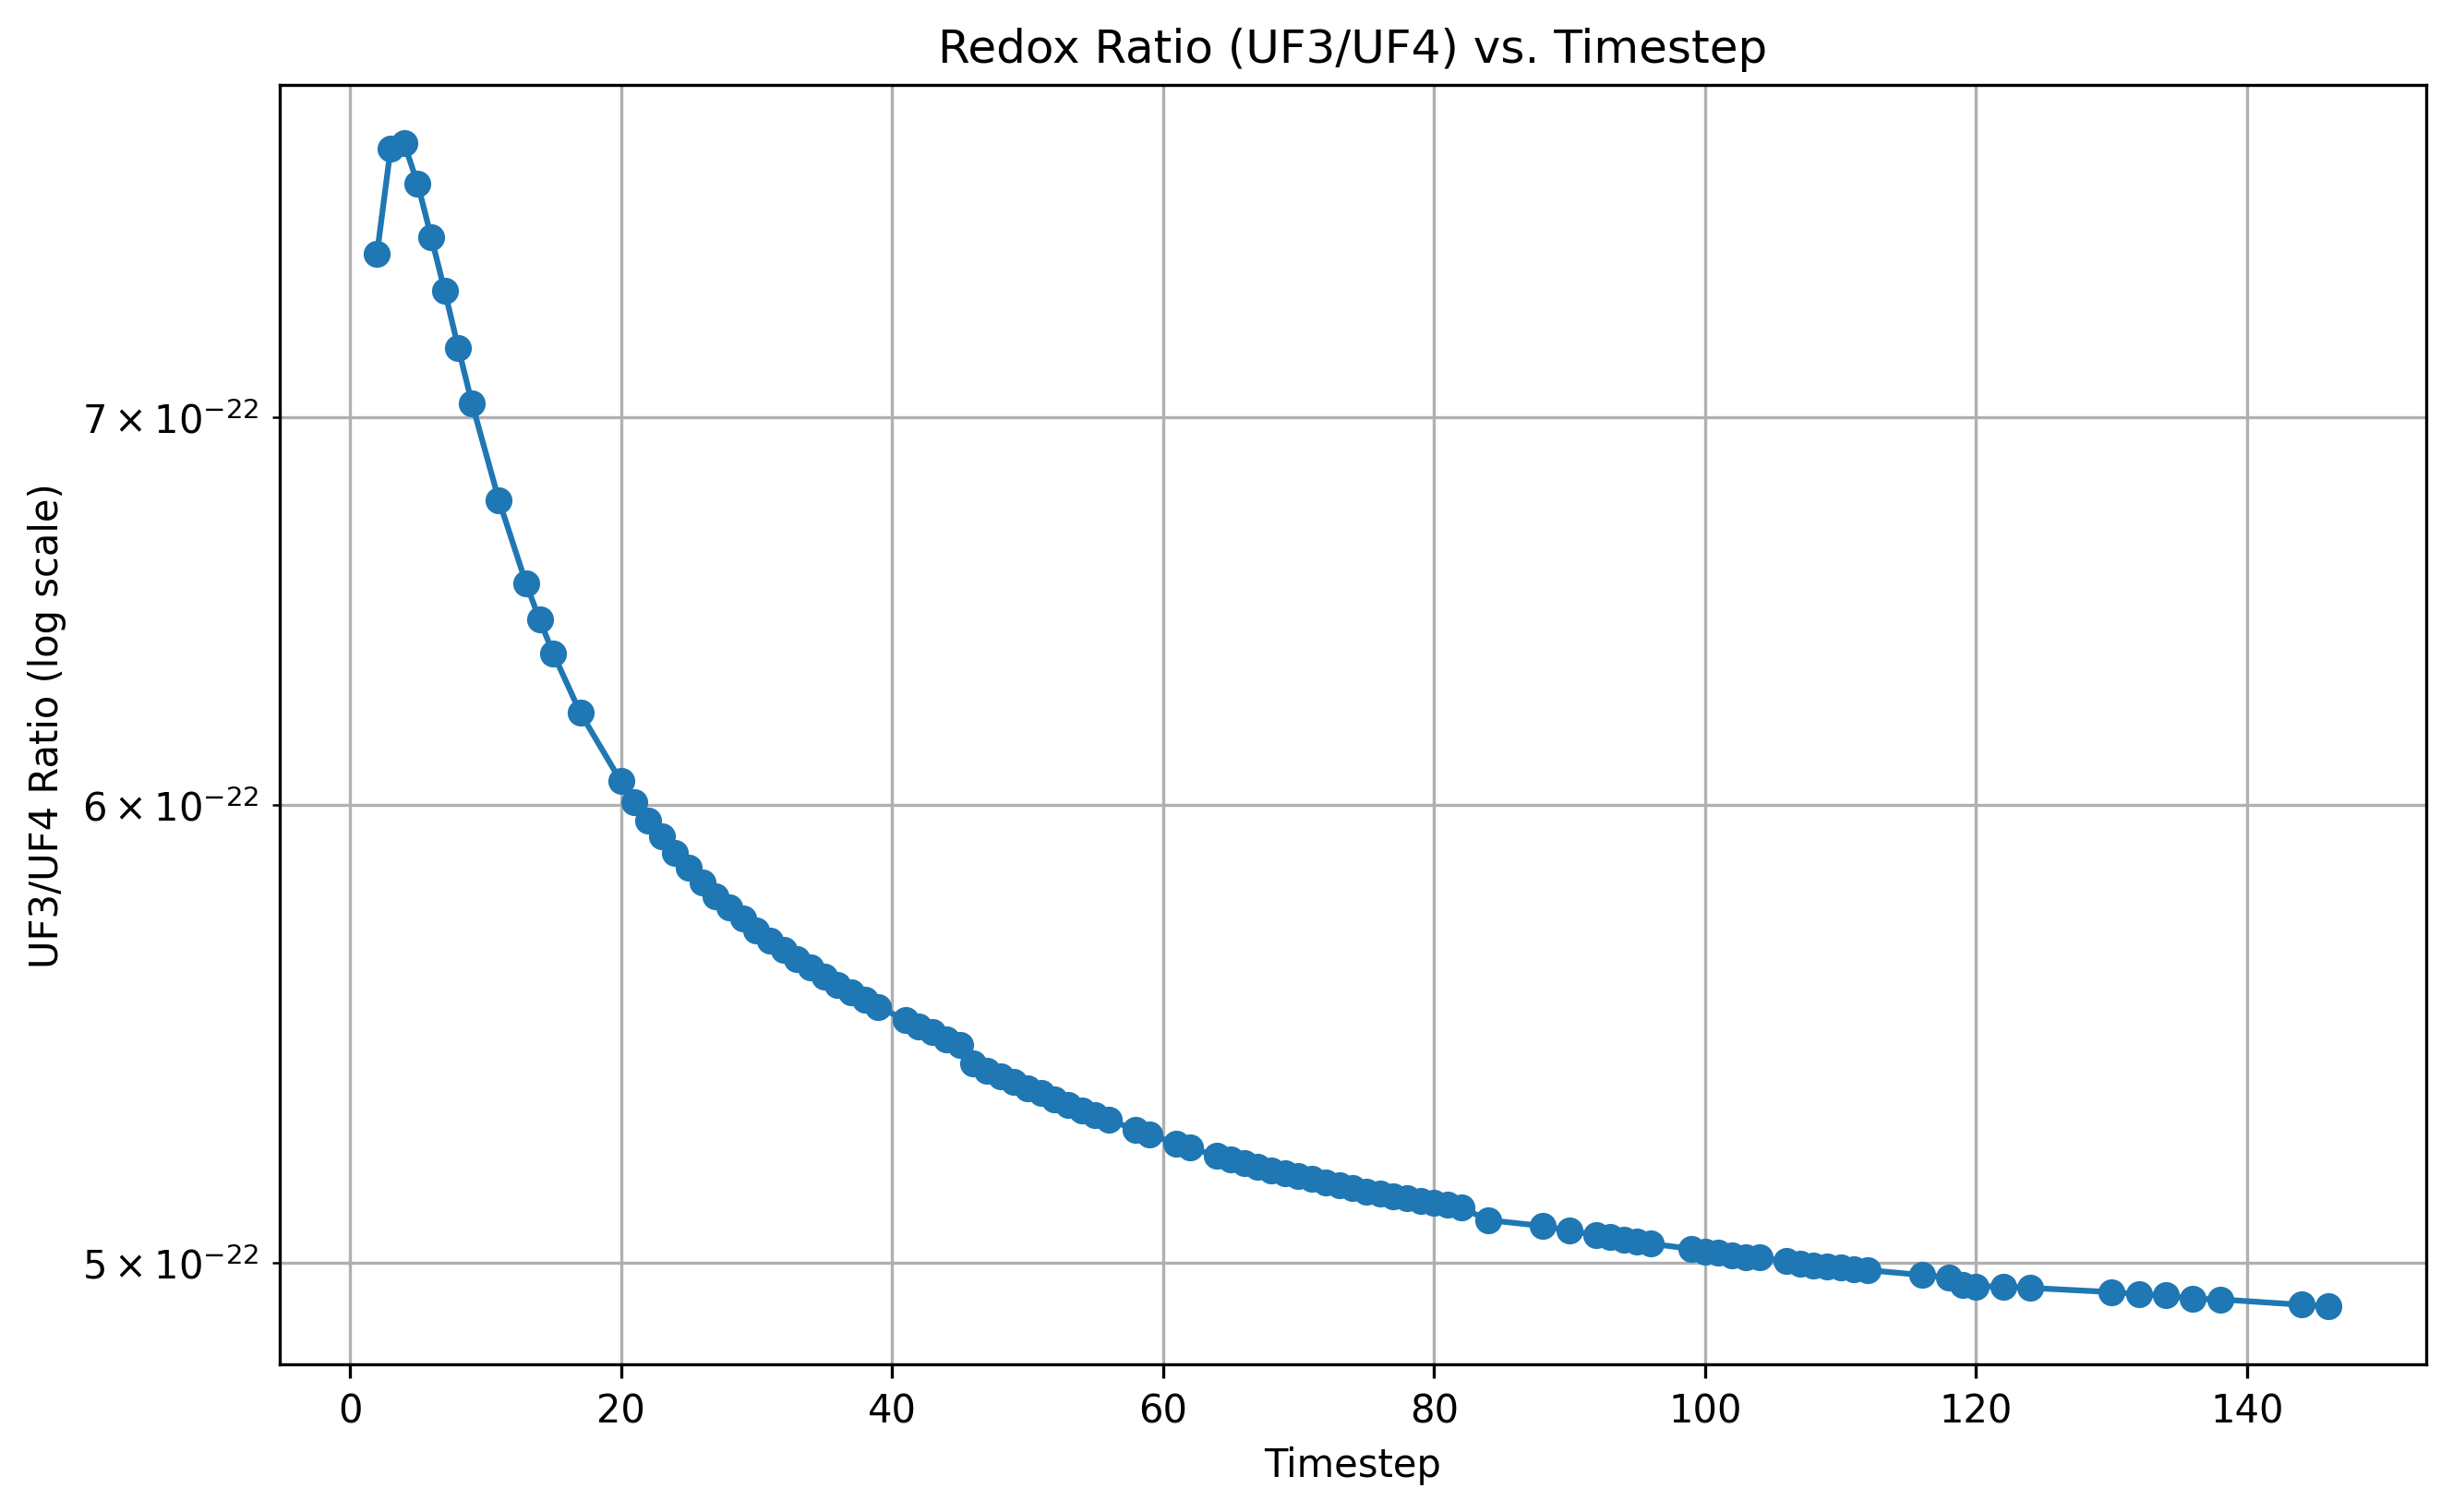 Redox Ratio (UF3/UF4) vs. Timestep
UF3/UF4 Ratio (log scale)
7 × 10⁻²²
6 × 10⁻²²
5 × 10⁻²²
0 20 40 60 80 100 120 140
Timestep